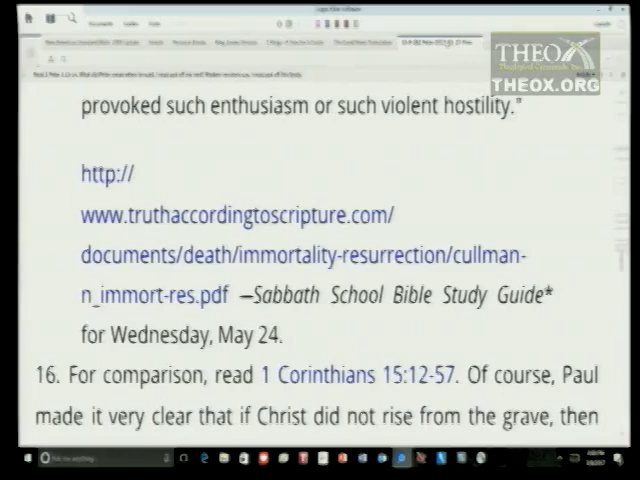 THEOX
THEOX.ORG
provoked such enthusiasm or such violent hostility."
http://
www.truthaccordingtoscripture.com/
documents/death/immortality-resurrection/cullman-
n_immort-res.pdf —Sabbath School Bible Study Guide*
for Wednesday, May 24.
16. For comparison, read 1 Corinthians 15:12-57. Of course, Paul
made it very clear that if Christ did not rise from the grave, then